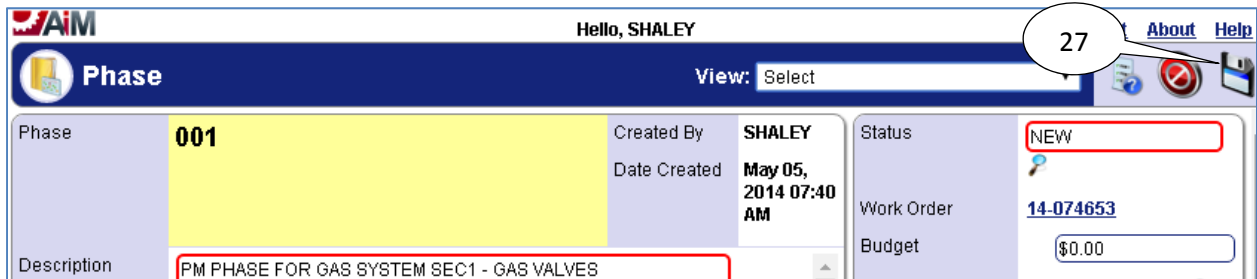 AiM
Hello, SHALEY
About Help
27
Phase
View: Select
Phase
001
Created By
SHALEY
Date Created
May 05,
2014 07:40
AM
Status
NEW
Work Order
14-074653
Budget
$0.00
Description
PM PHASE FOR GAS SYSTEM SEC1 - GAS VALVES